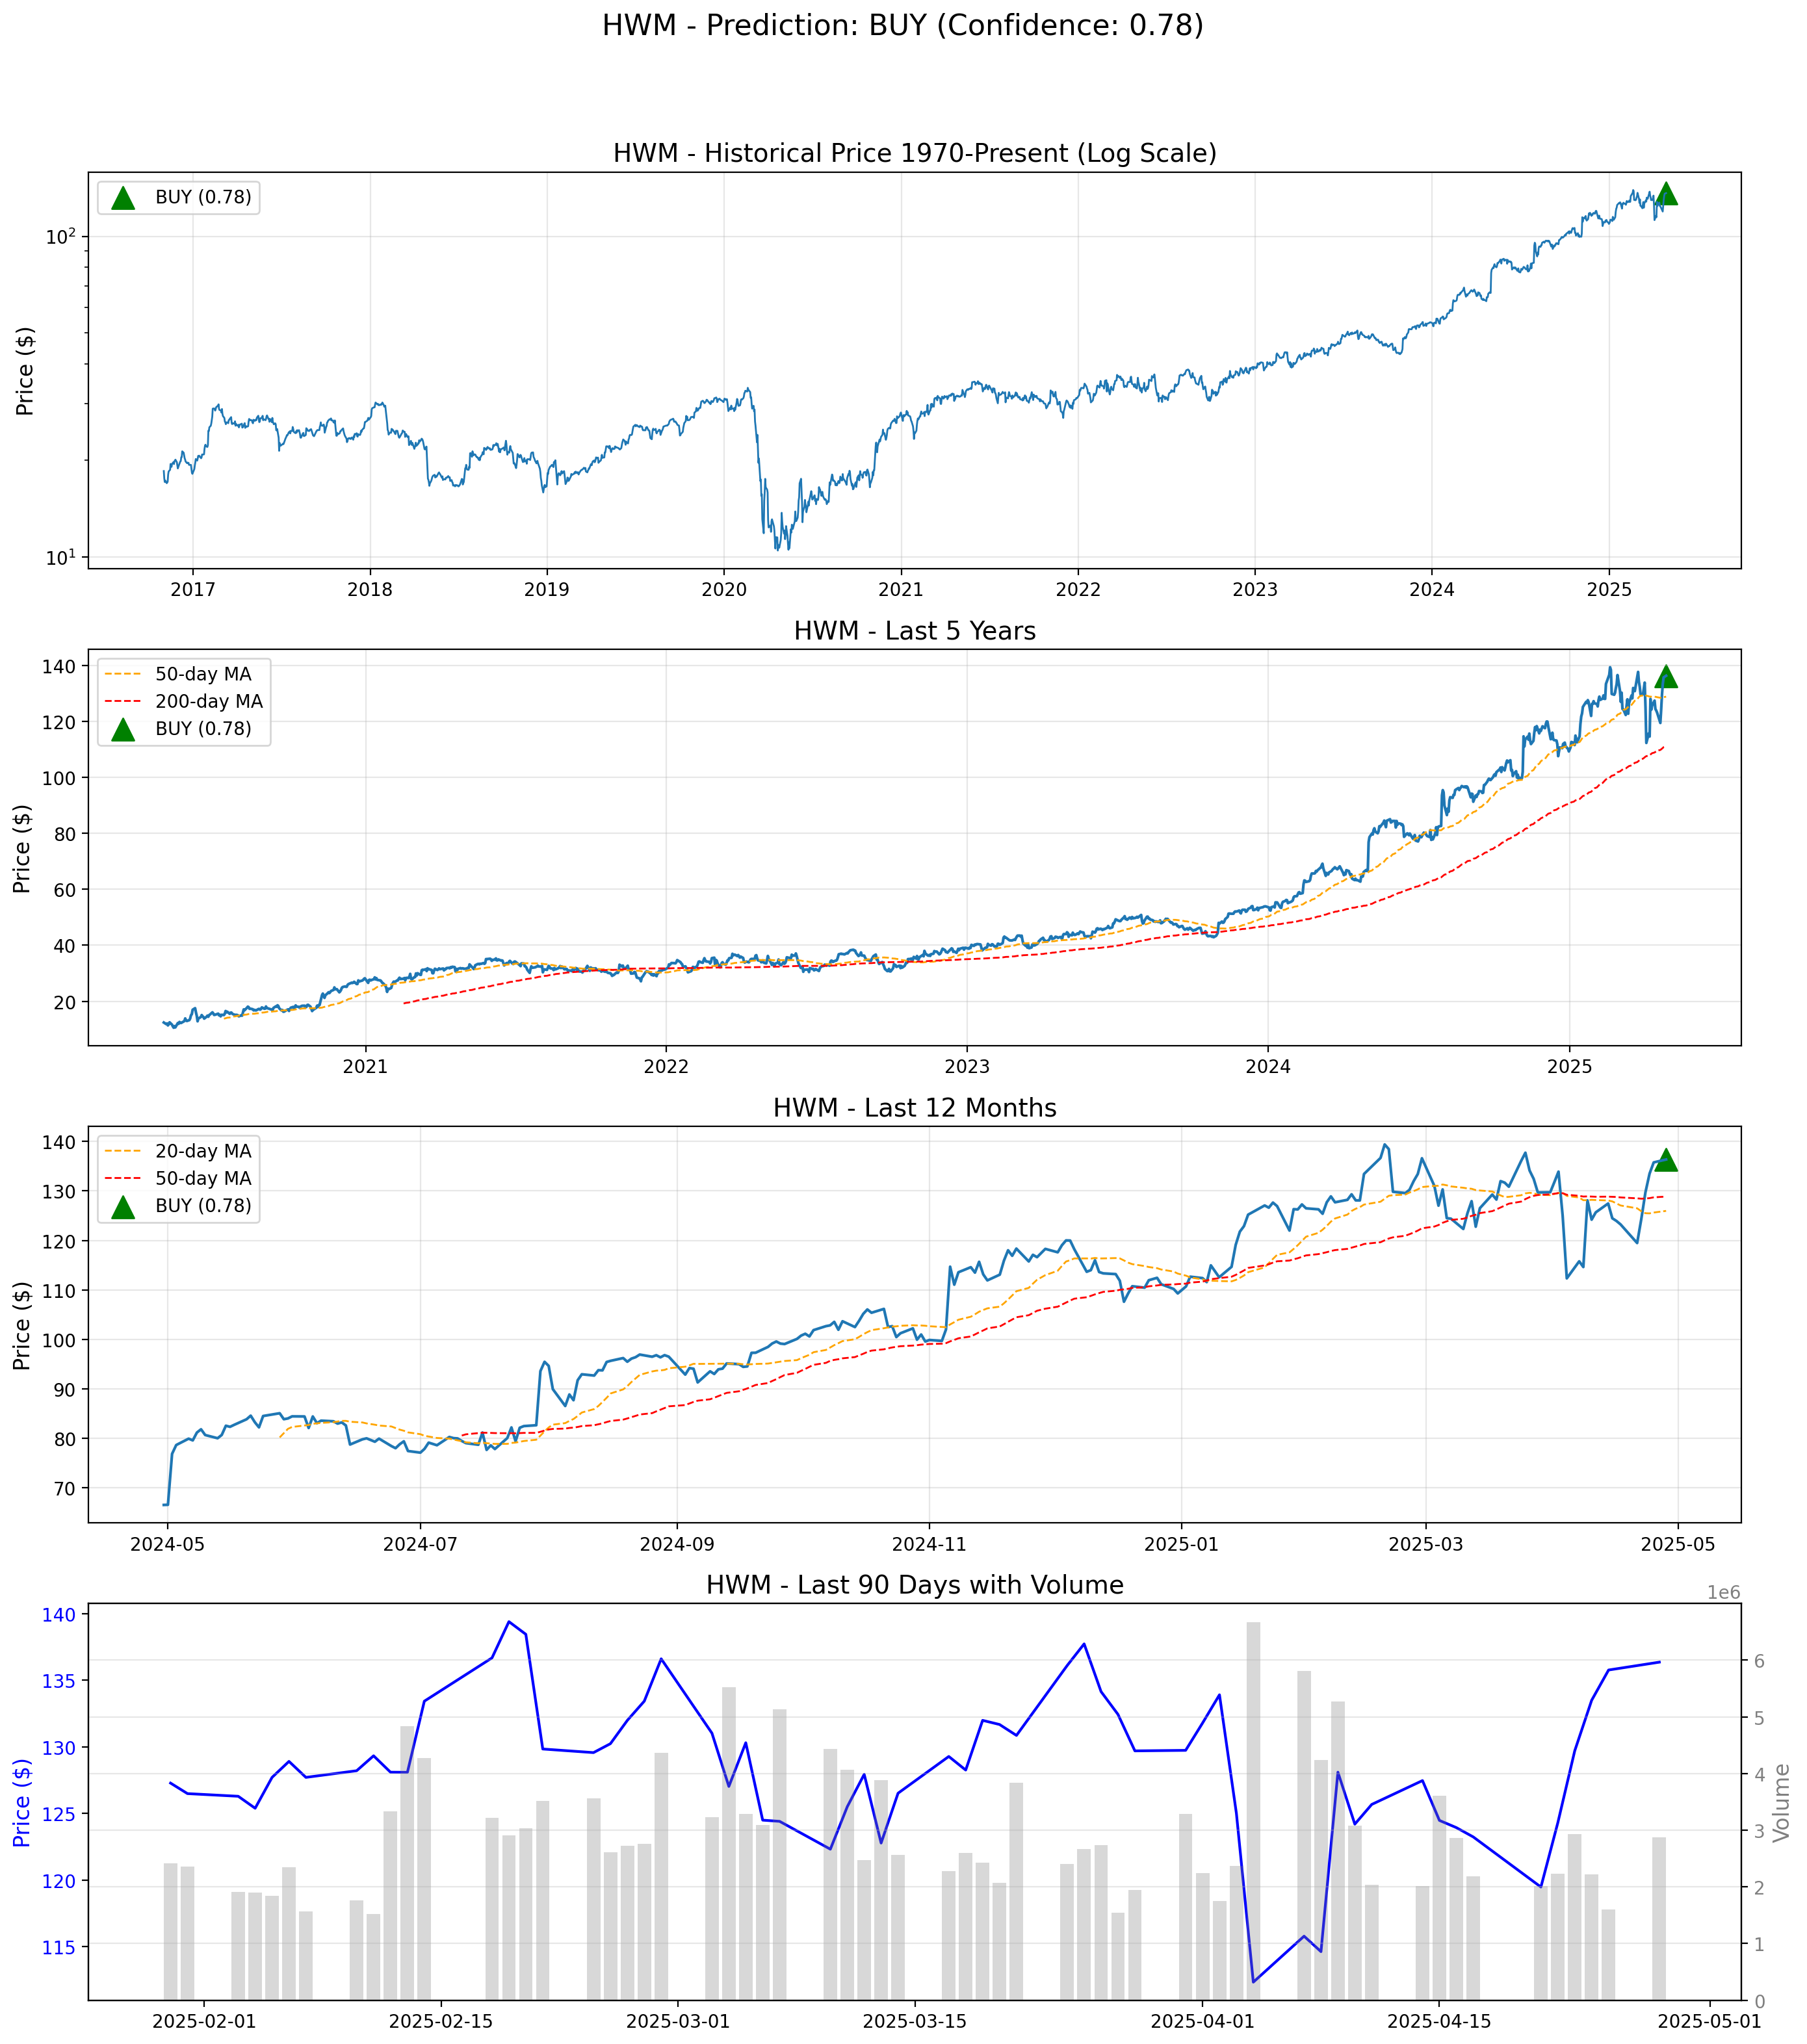 HWM - Prediction: BUY (Confidence: 0.78)
HWM - Historical Price 1970-Present (Log Scale)
BUY (0.78)
Price ($)
10²
10¹
2017 2018 2019 2020 2021 2022 2023 2024 2025
HWM - Last 5 Years
50-day MA
200-day MA
BUY (0.78)
Price ($)
140
120
100
80
60
40
20
2021 2022 2023 2024 2025
HWM - Last 12 Months
20-day MA
50-day MA
BUY (0.78)
Price ($)
140
130
120
110
100
90
80
70
2024-05 2024-07 2024-09 2024-11 2025-01 2025-03 2025-05
HWM - Last 90 Days with Volume
1e6
Price ($)
140
135
130
125
120
115
6
5
4
3
2
1
0
Volume
2025-02-01 2025-02-15 2025-03-01 2025-03-15 2025-04-01 2025-04-15 2025-05-01